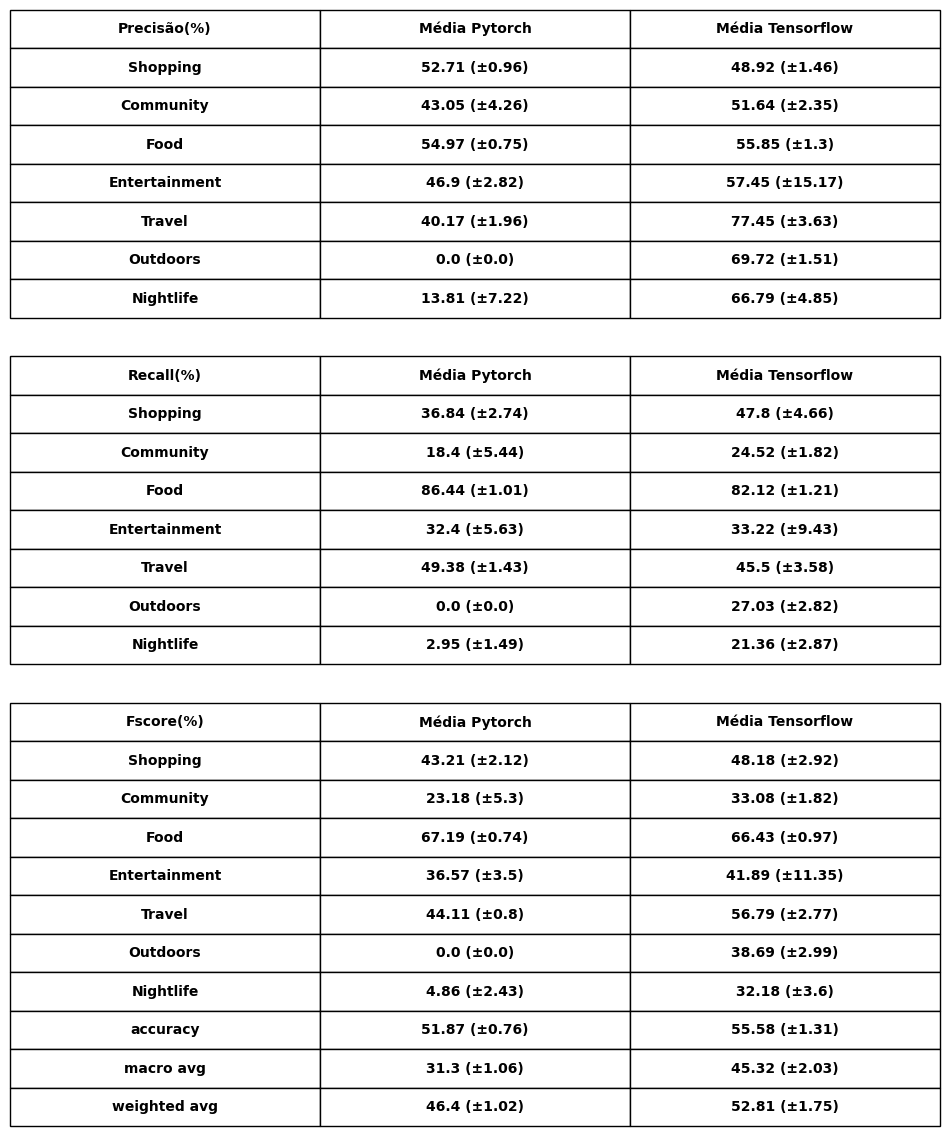 Precisão(%) Média Pytorch Média Tensorflow
Shopping 52.71 (±0.96) 48.92 (±1.46)
Community 43.05 (±4.26) 51.64 (±2.35)
Food 54.97 (±0.75) 55.85 (±1.3)
Entertainment 46.9 (±2.82) 57.45 (±15.17)
Travel 40.17 (±1.96) 77.45 (±3.63)
Outdoors 0.0 (±0.0) 69.72 (±1.51)
Nightlife 13.81 (±7.22) 66.79 (±4.85)
Recall(%) Média Pytorch Média Tensorflow
Shopping 36.84 (±2.74) 47.8 (±4.66)
Community 18.4 (±5.44) 24.52 (±1.82)
Food 86.44 (±1.01) 82.12 (±1.21)
Entertainment 32.4 (±5.63) 33.22 (±9.43)
Travel 49.38 (±1.43) 45.5 (±3.58)
Outdoors 0.0 (±0.0) 27.03 (±2.82)
Nightlife 2.95 (±1.49) 21.36 (±2.87)
Fscore(%) Média Pytorch Média Tensorflow
Shopping 43.21 (±2.12) 48.18 (±2.92)
Community 23.18 (±5.3) 33.08 (±1.82)
Food 67.19 (±0.74) 66.43 (±0.97)
Entertainment 36.57 (±3.5) 41.89 (±11.35)
Travel 44.11 (±0.8) 56.79 (±2.77)
Outdoors 0.0 (±0.0) 38.69 (±2.99)
Nightlife 4.86 (±2.43) 32.18 (±3.6)
accuracy 51.87 (±0.76) 55.58 (±1.31)
macro avg 31.3 (±1.06) 45.32 (±2.03)
weighted avg 46.4 (±1.02) 52.81 (±1.75)